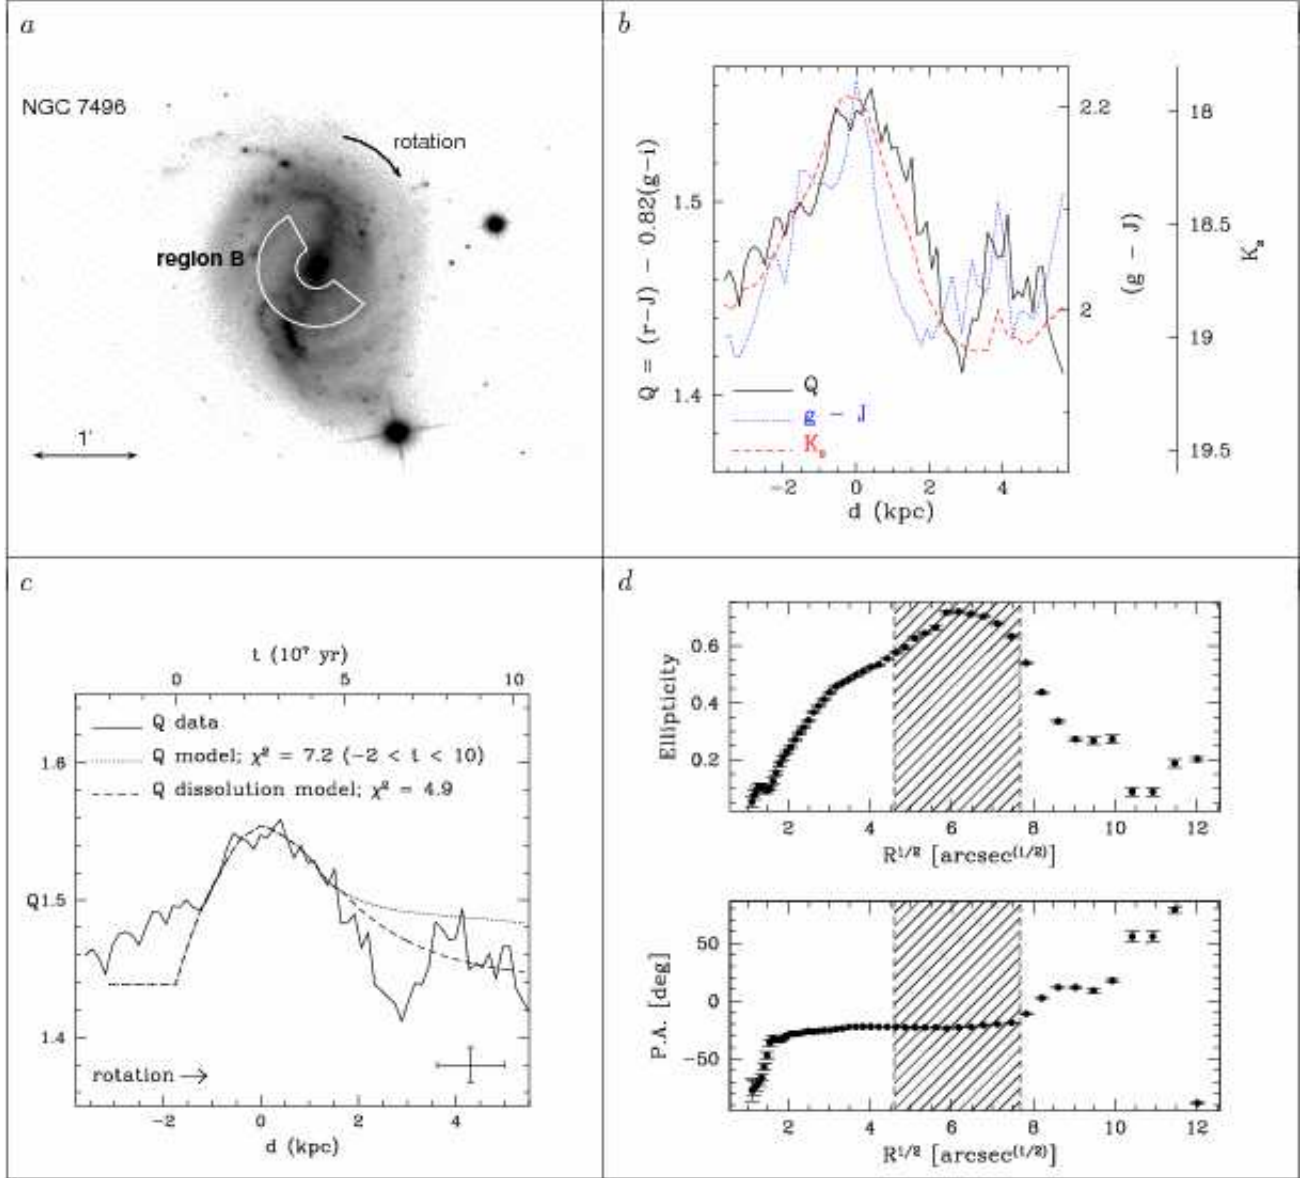 a
NGC 7496
rotation
region B
1'
b
Q = (r−J) − 0.82(g−i)
1.5
1.4
2.2
2
(g − J)
18
18.5
19
19.5
Ks
Q
g − J
Ks
−2 0 2 4
d (kpc)
c
t (10⁷ yr)
0 5 10
Q data
Q model; χ² = 7.2 (−2 < t < 10)
Q dissolution model; χ² = 4.9
1.6
Q1.5
1.4
rotation →
−2 0 2 4
d (kpc)
d
Ellipticity
0.6
0.4
0.2
2 4 6 8 10 12
R^1/2 [arcsec^(1/2)]
P.A. [deg]
50
0
−50
2 4 6 8 10 12
R^1/2 [arcsec^(1/2)]